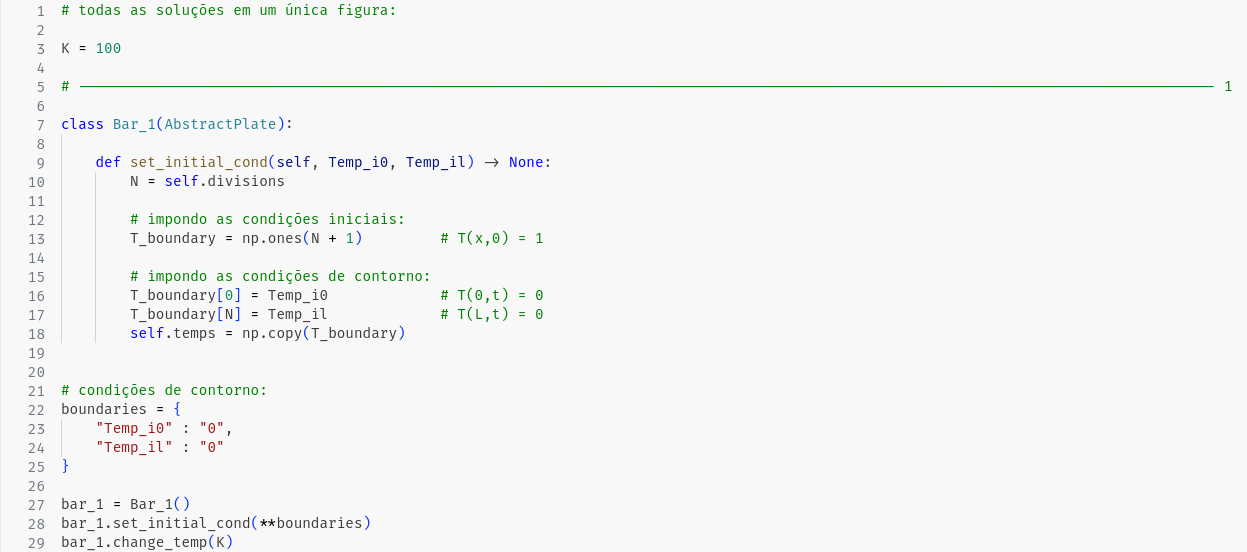 1 # todas as soluções em um única figura:
2
3 K = 100
4
5 # ──────────────────────────────────────── 1
6
7 class Bar_1(AbstractPlate):
8
9     def set_initial_cond(self, Temp_i0, Temp_il) -> None:
10         N = self.divisions
11
12         # impondo as condições iniciais:
13         T_boundary = np.ones(N + 1)         # T(x,0) = 1
14
15         # impondo as condições de contorno:
16         T_boundary[0] = Temp_i0             # T(0,t) = 0
17         T_boundary[N] = Temp_il             # T(L,t) = 0
18         self.temps = np.copy(T_boundary)
19
20
21 # condições de contorno:
22 boundaries = {
23     "Temp_i0" : "0",
24     "Temp_il" : "0"
25 }
26
27 bar_1 = Bar_1()
28 bar_1.set_initial_cond(**boundaries)
29 bar_1.change_temp(K)